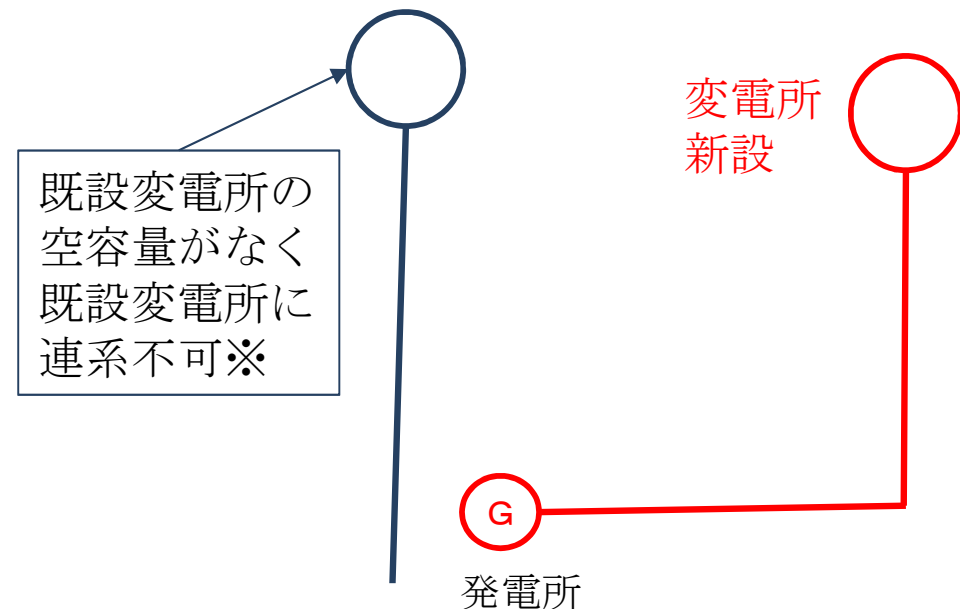 変電所
新設
既設変電所の
空容量がなく
既設変電所に
連系不可※
G
発電所